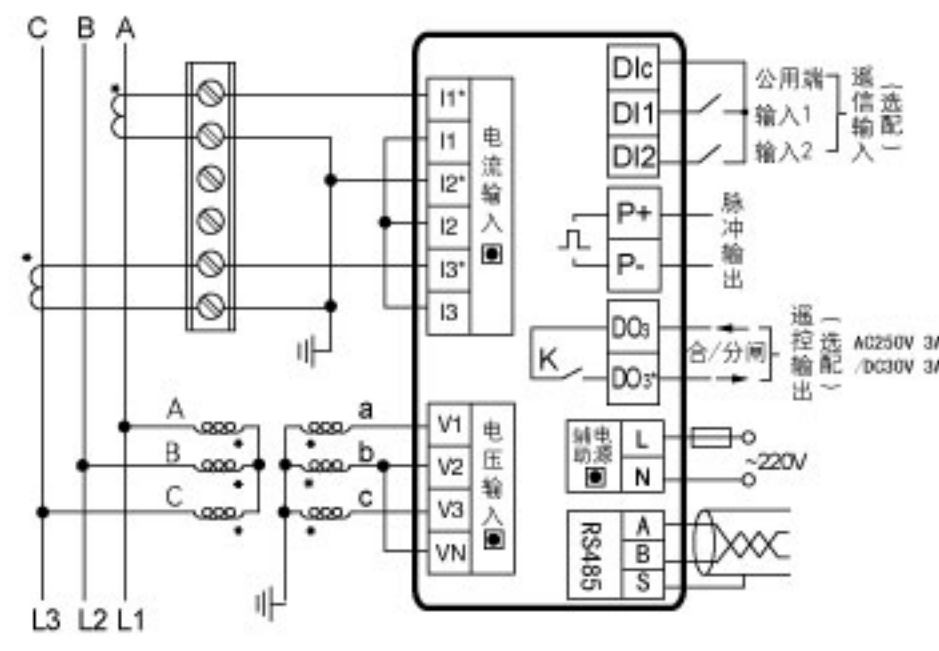 C B A
I1*
I1
I2*
I2
I3*
I3
电流输入
DIc
DI1
DI2
公用端
输入1
输入2
遥信输入
(选配)
P+
P-
脉冲输出
DO3
DO3*
K
合/分闸
遥控输出
(选配)
AC250V 3A
/DC30V 3A
A
B
C
a
b
c
V1
V2
V3
VN
电压输入
辅助电源
L
N
~220V
RS485
A
B
S
L3 L2 L1